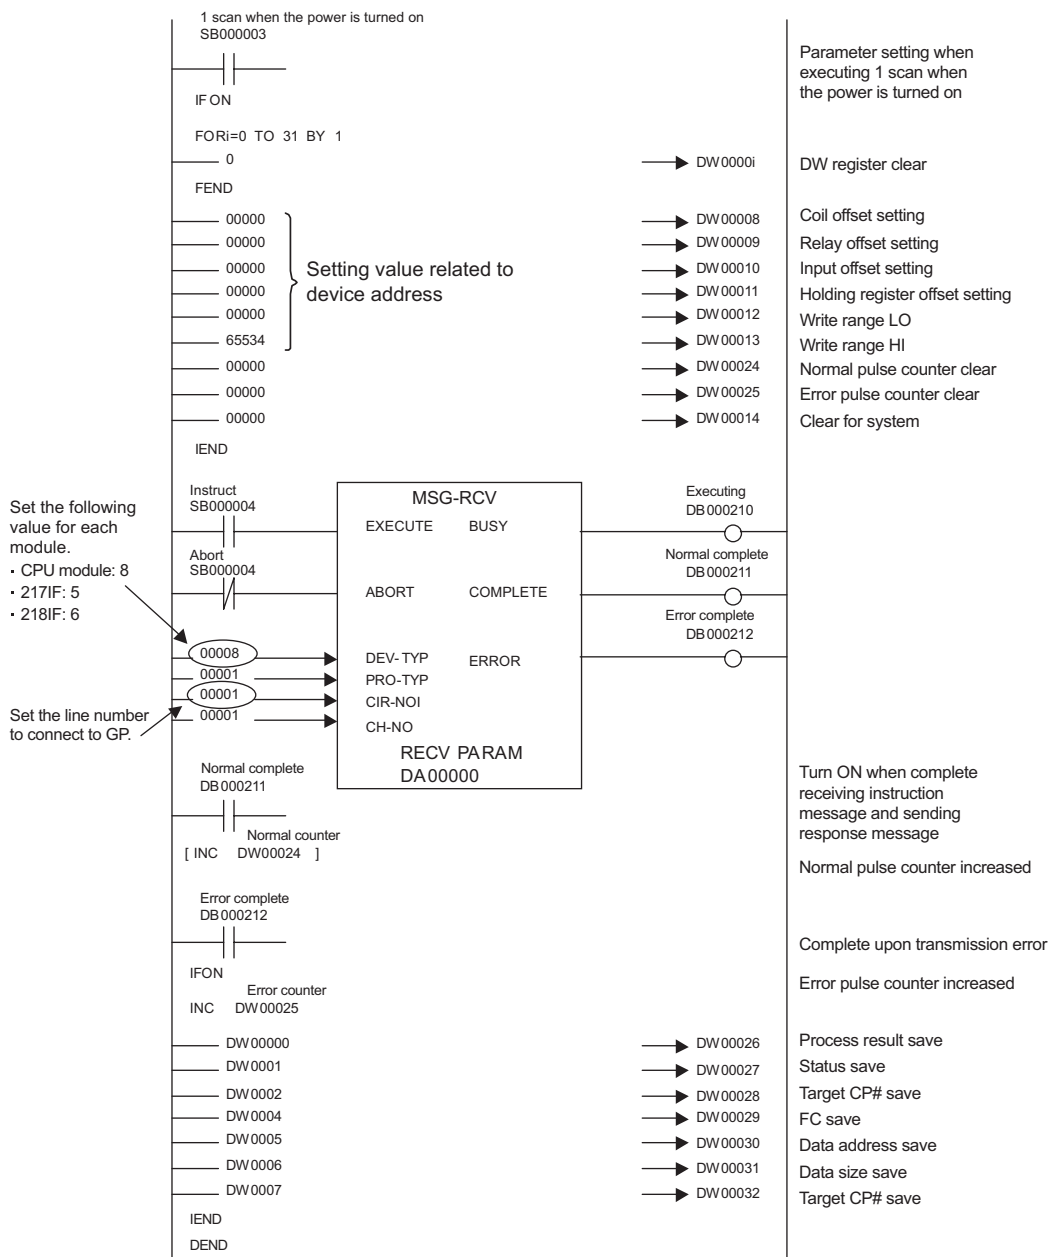 1 scan when the power is turned on
SB000003
Parameter setting when
executing 1 scan when
the power is turned on
IFON
FORi=0 TO 31 BY 1
0 DW0000i DW register clear
FEND
00000 DW00008 Coil offset setting
00000 DW00009 Relay offset setting
00000 DW00010 Input offset setting
Setting value related to
device address
00000 DW00011 Holding register offset setting
00000 DW00012 Write range LO
65534 DW00013 Write range HI
00000 DW00024 Normal pulse counter clear
00000 DW00025 Error pulse counter clear
00000 DW00014 Clear for system
IEND
Set the following
value for each
module.
- CPU module: 8
- 217IF: 5
- 218IF: 6
Instruct
SB000004
MSG-RCV
EXECUTE BUSY
Executing
DB000210
Abort
SB000004
ABORT COMPLETE
Normal complete
DB000211
Error complete
DB000212
00008 DEV-TYP ERROR
00001 PRO-TYP
00001 CIR-NOI
00001 CH-NO
Set the line number
to connect to GP.
RECV PARAM
DA00000
Normal complete
DB000211
Turn ON when complete
receiving instruction
message and sending
response message
Normal counter
[ INC DW00024 ]
Normal pulse counter increased
Error complete
DB000212
Complete upon transmission error
IFON
Error counter
INC DW00025
Error pulse counter increased
DW00000 DW00026 Process result save
DW0001 DW00027 Status save
DW0002 DW00028 Target CP# save
DW0004 DW00029 FC save
DW0005 DW00030 Data address save
DW0006 DW00031 Data size save
DW0007 DW00032 Target CP# save
IEND
DEND